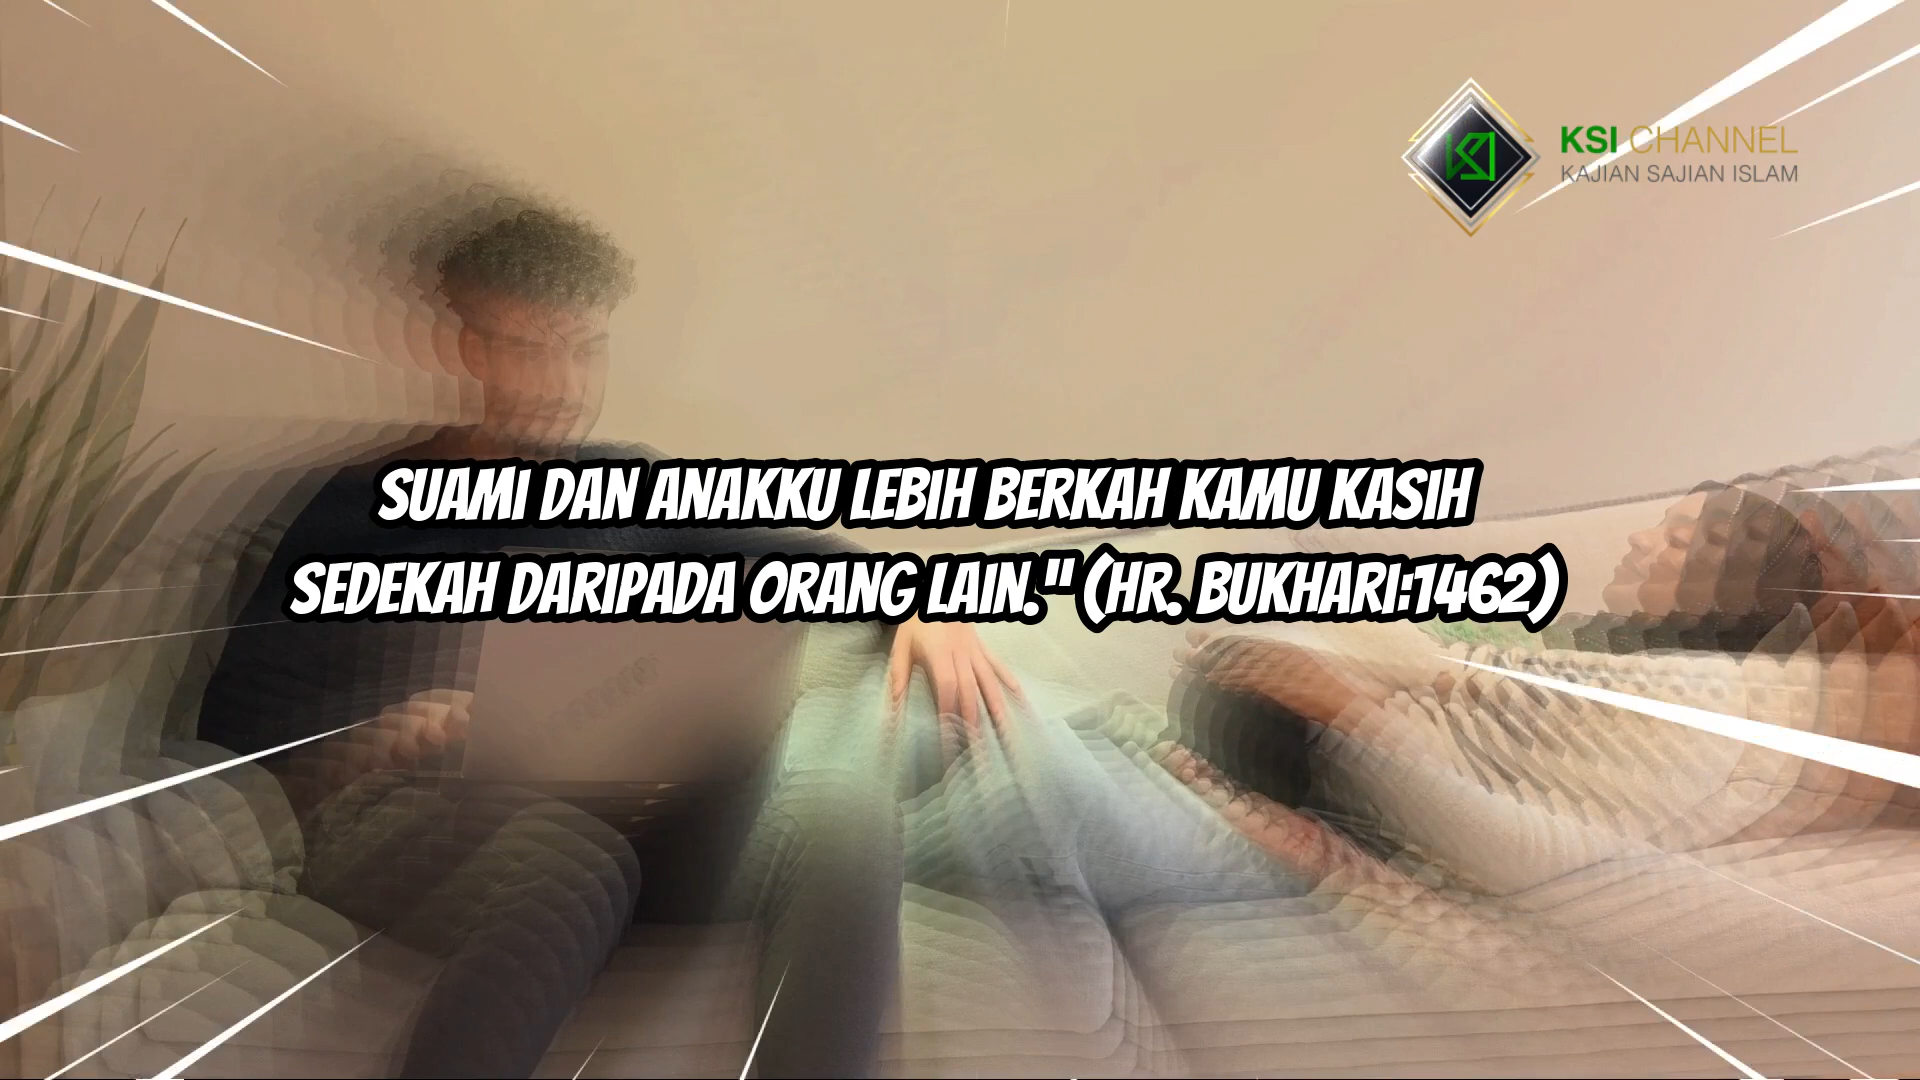 KSI CHANNEL
KAJIAN SAJIAN ISLAM
SUAMI DAN ANAKKU LEBIH BERKAH KAMU KASIH
SEDEKAH DARIPADA ORANG LAIN." (HR. BUKHARI:1462)